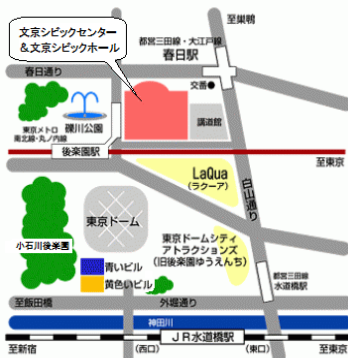 至巣鴨
文京シビックセンター
＆文京シビックホール
都営三田線・大江戸線
春日駅
春日通り
交番●
講道館
礫川公園
東京メトロ
南北線・丸ノ内線
後楽園駅
至東京
LaQua
(ラクーア)
白山通り
東京ドーム
小石川後楽園
東京ドームシティ
アトラクションズ
(旧後楽園ゆうえんち)
青いビル
黄色いビル
都営三田線
水道橋駅
至飯田橋
外堀通り
神田川
JR水道橋駅
至新宿
(西口)
(東口)
至東京